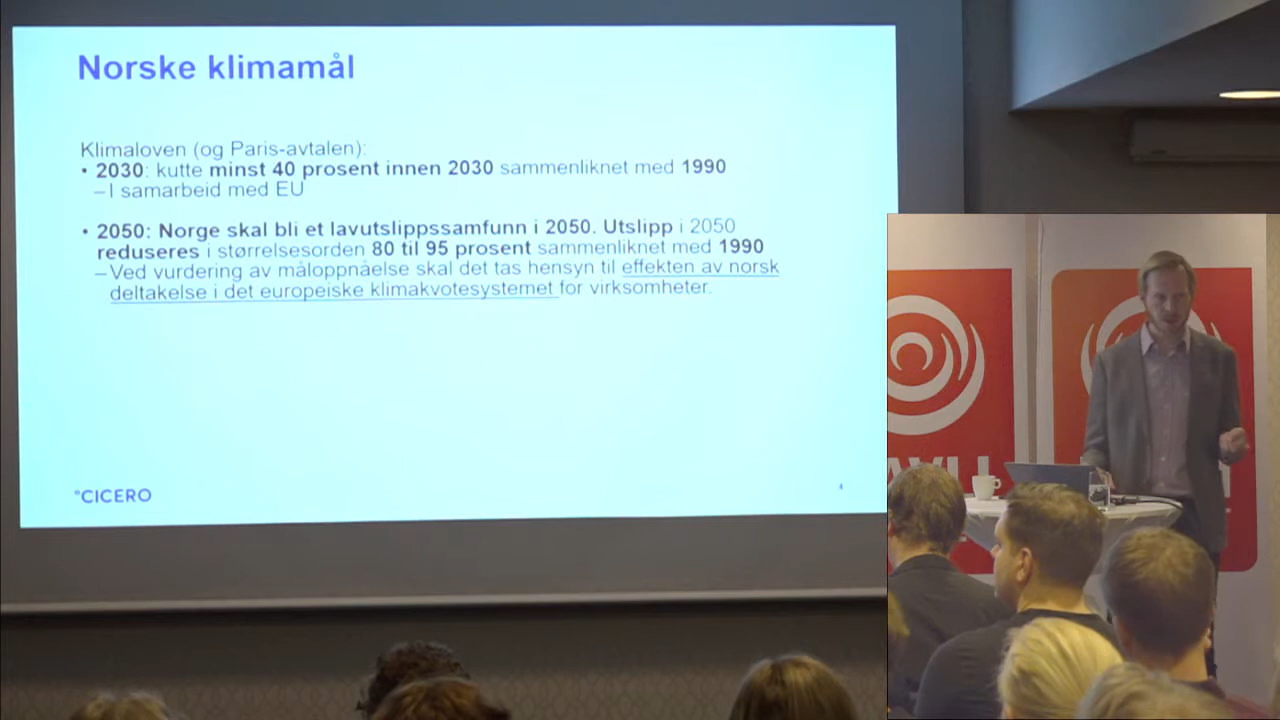 Norske klimamål
Klimaloven (og Paris-avtalen):
• 2030: kutte minst 40 prosent innen 2030 sammenliknet med 1990
–I samarbeid med EU
• 2050: Norge skal bli et lavutslippssamfunn i 2050. Utslipp i 2050
reduseres i størrelsesorden 80 til 95 prosent sammenliknet med 1990
–Ved vurdering av måloppnåelse skal det tas hensyn til effekten av norsk
deltakelse i det europeiske klimakvotesystemet for virksomheter.
°CICERO
4